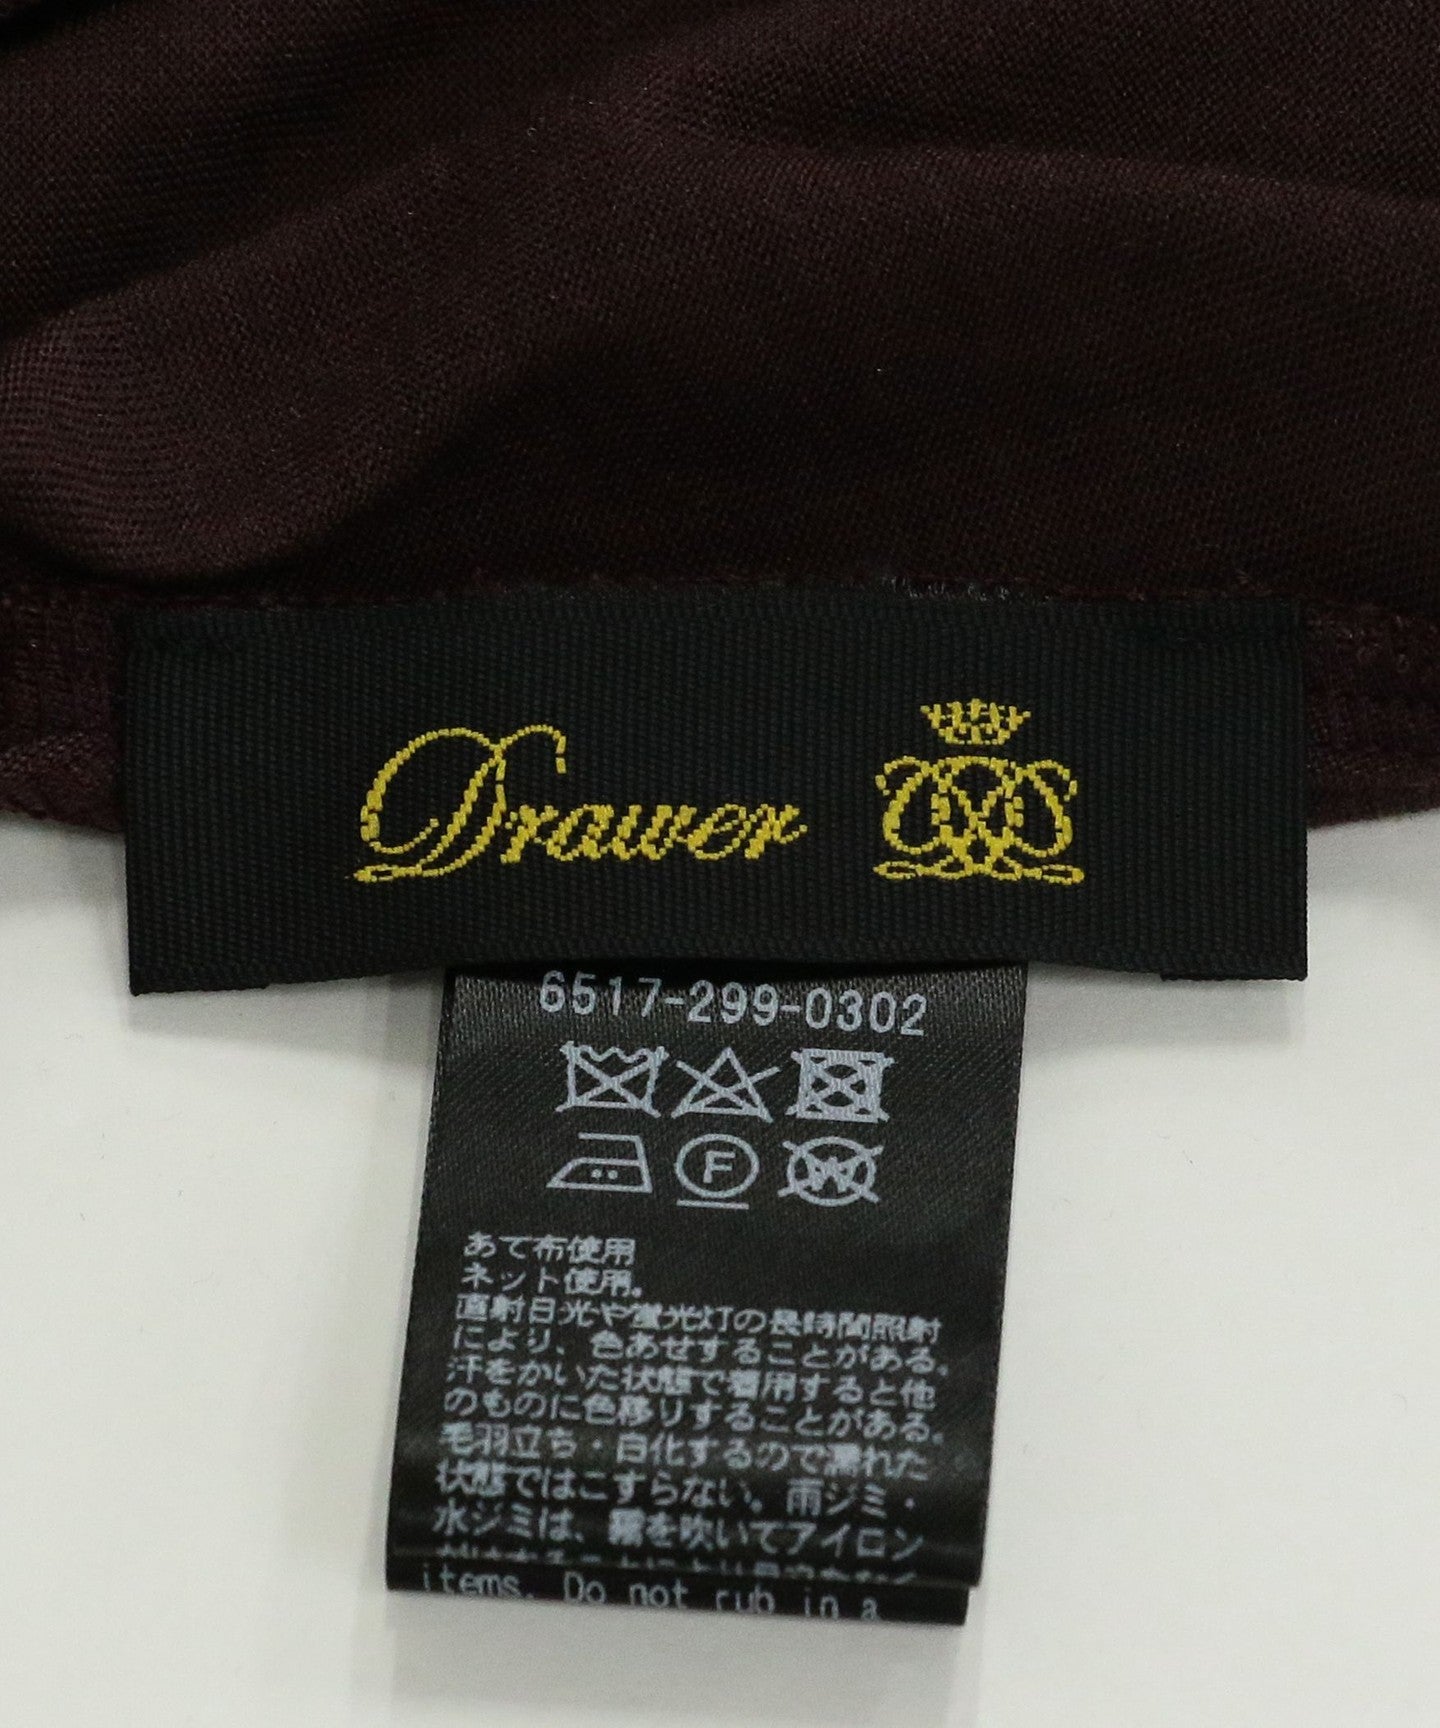 Drawer
6517-299-0302
F
W
あて布使用
ネット使用。
直射日光や蛍光灯の長時間照射
により、色あせすることがある。
汗をかいた状態で着用すると他
のものに色移りすることがある。
毛羽立ち・白化するので濡れた
状態ではこすらない。雨ジミ・
水ジミは、霧を吹いてアイロン
items. Do not rub in a